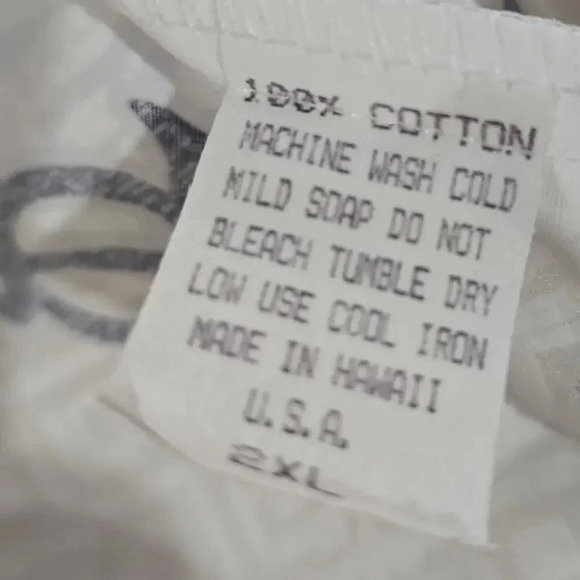 100% COTTON
MACHINE WASH COLD
MILD SOAP DO NOT
BLEACH TUMBLE DRY
LOW USE COOL IRON
MADE IN HAWAII
U.S.A.
2XL